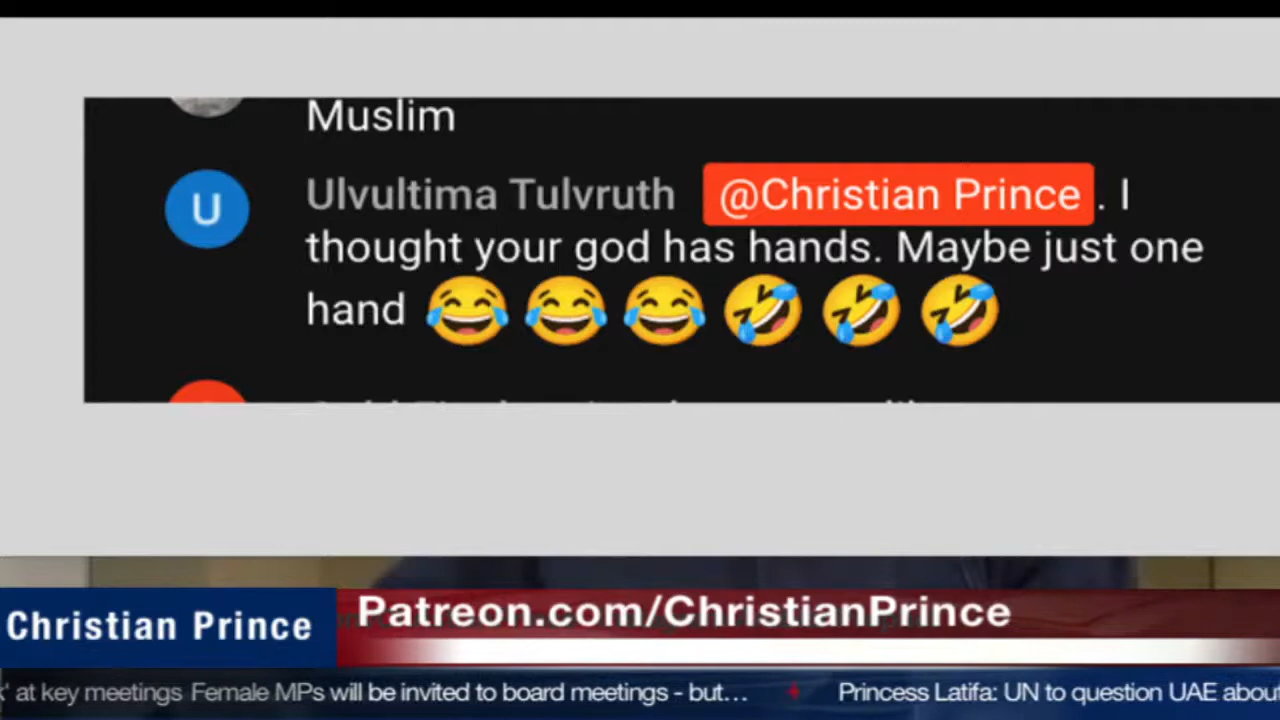 Muslim
U
Ulvultima Tulvruth @Christian Prince . I
thought your god has hands. Maybe just one
hand 😂😂😂🤣🤣🤣
Christian Prince
Patreon.com/ChristianPrince
' at key meetings Female MPs will be invited to board meetings - but... Princess Latifa: UN to question UAE about